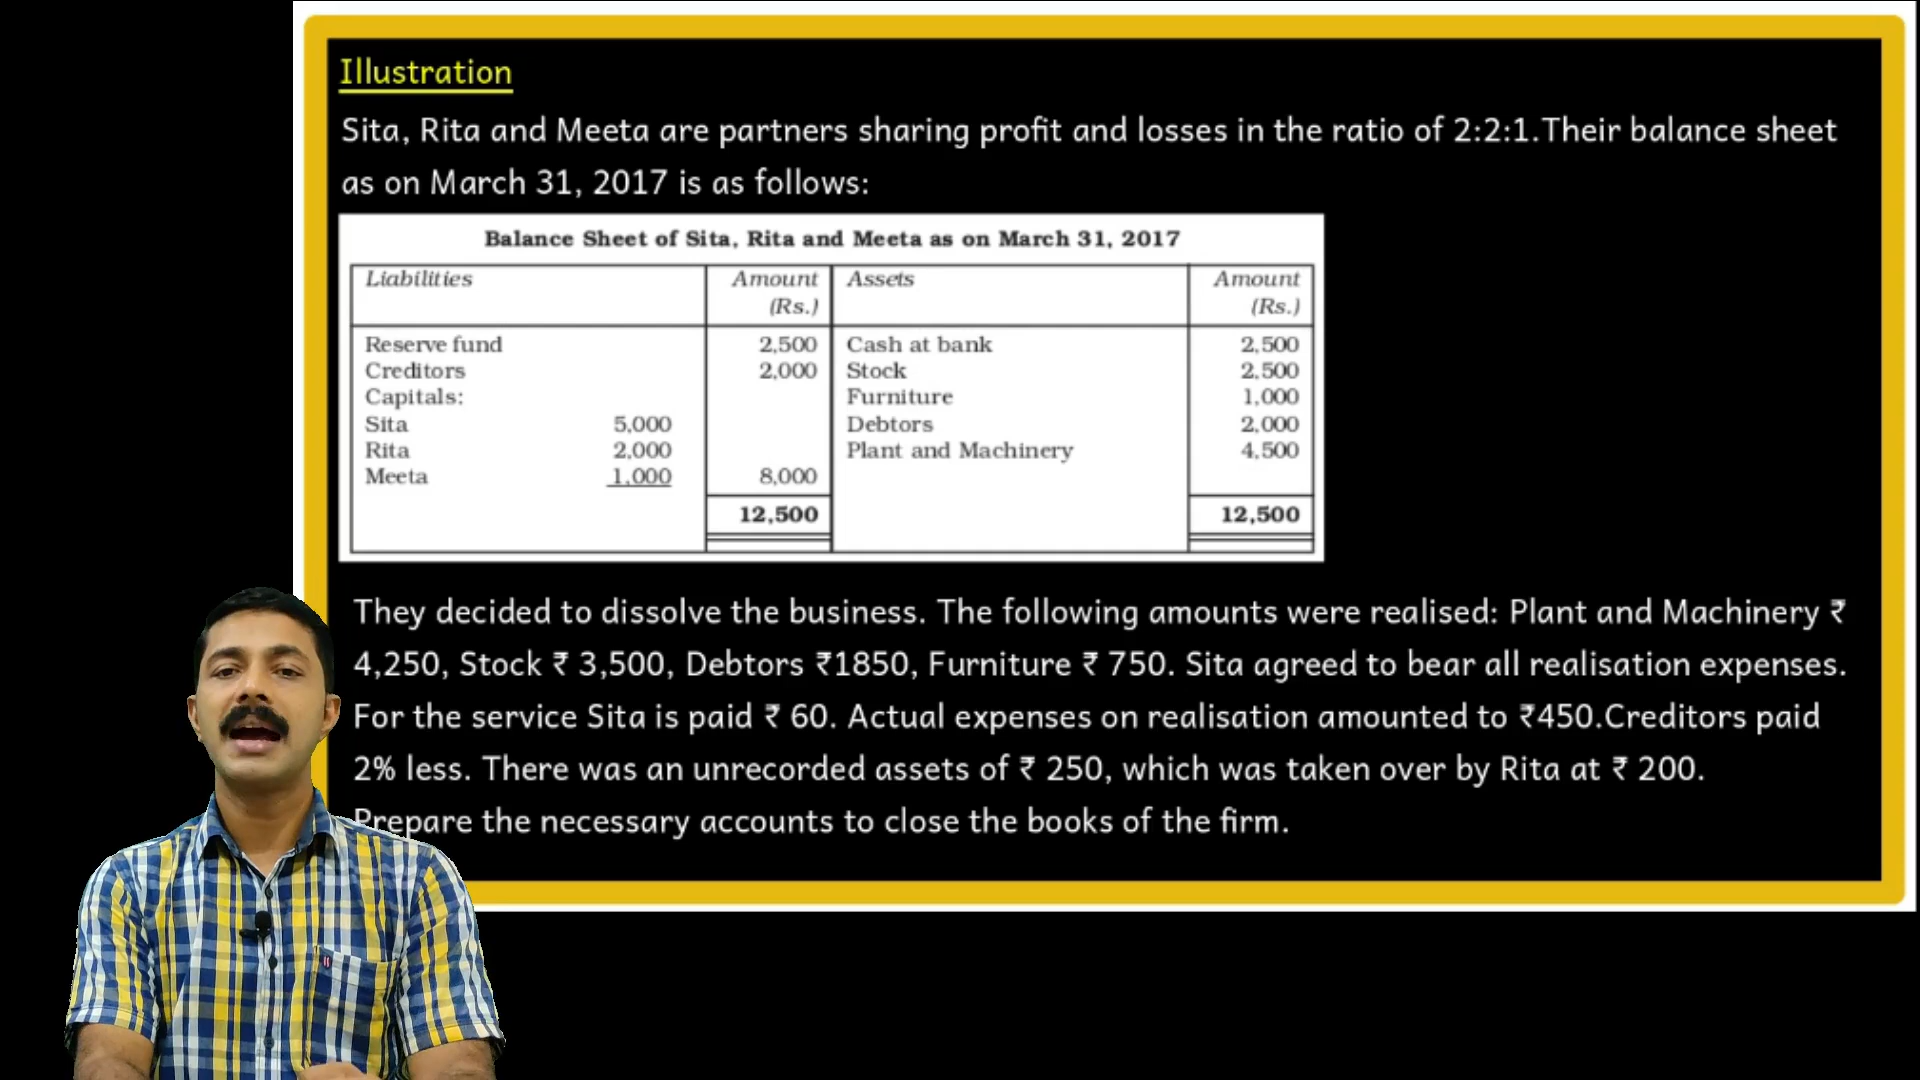 Illustration
Sita, Rita and Meeta are partners sharing profit and losses in the ratio of 2:2:1.Their balance sheet
as on March 31, 2017 is as follows:
Balance Sheet of Sita, Rita and Meeta as on March 31, 2017
Liabilities Amount Assets Amount
(Rs.) (Rs.)
Reserve fund 2,500 Cash at bank 2,500
Creditors 2,000 Stock 2,500
Capitals: Furniture 1,000
Sita 5,000 Debtors 2,000
Rita 2,000 Plant and Machinery 4,500
Meeta 1,000 8,000
12,500 12,500
They decided to dissolve the business. The following amounts were realised: Plant and Machinery ₹
4,250, Stock ₹ 3,500, Debtors ₹1850, Furniture ₹ 750. Sita agreed to bear all realisation expenses.
For the service Sita is paid ₹ 60. Actual expenses on realisation amounted to ₹450.Creditors paid
2% less. There was an unrecorded assets of ₹ 250, which was taken over by Rita at ₹ 200.
Prepare the necessary accounts to close the books of the firm.